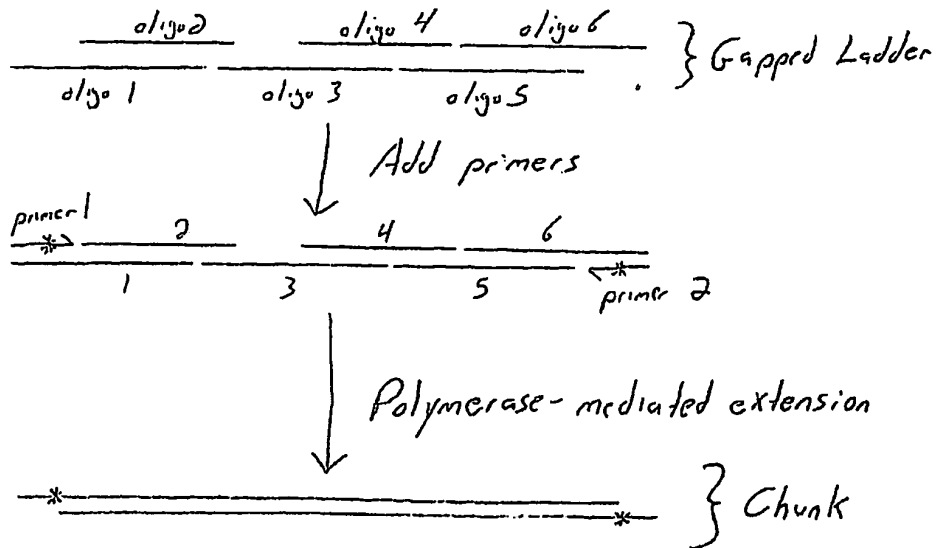 oligo 2 oligo 4 oligo 6
} Gapped Ladder
oligo 1 oligo 3 oligo 5
Add primers
primer 1
2 4 6
1 3 5
primer 2
Polymerase-mediated extension
} Chunk